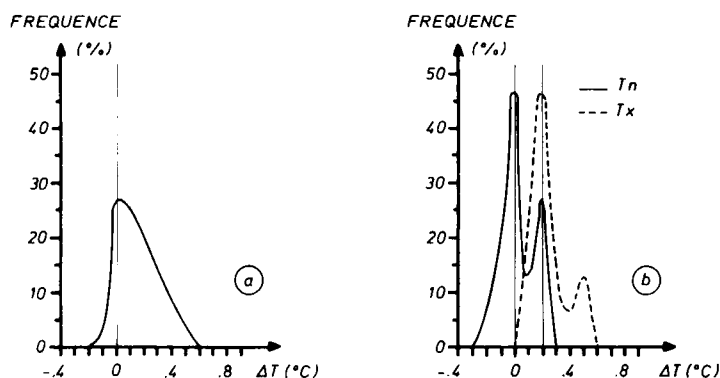 FREQUENCE
(%)
50
40
30
20
10
0
-.4 0 .4 .8 ΔT (°C)
a
FREQUENCE
(%)
50
40
30
20
10
0
-.4 0 .4 .8 ΔT (°C)
Tn
Tx
b